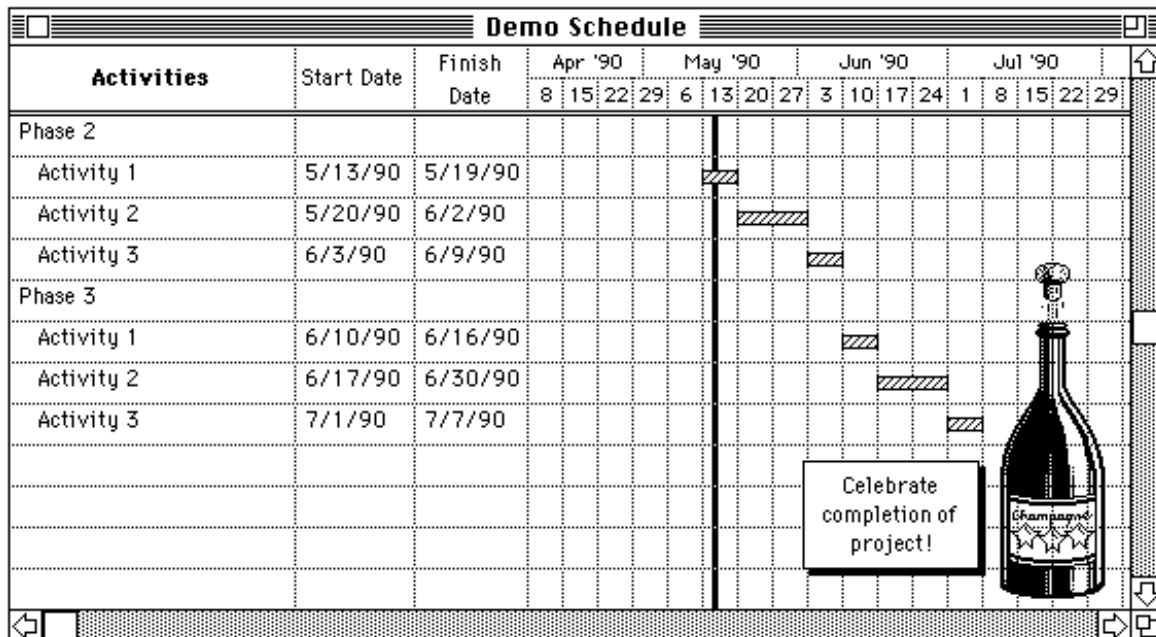 Demo Schedule
Activities Start Date Finish Date Apr '90 May '90 Jun '90 Jul '90
8 15 22 29 6 13 20 27 3 10 17 24 1 8 15 22 29
Phase 2
Activity 1 5/13/90 5/19/90
Activity 2 5/20/90 6/2/90
Activity 3 6/3/90 6/9/90
Phase 3
Activity 1 6/10/90 6/16/90
Activity 2 6/17/90 6/30/90
Activity 3 7/1/90 7/7/90
Celebrate
completion of
project!
Champagne